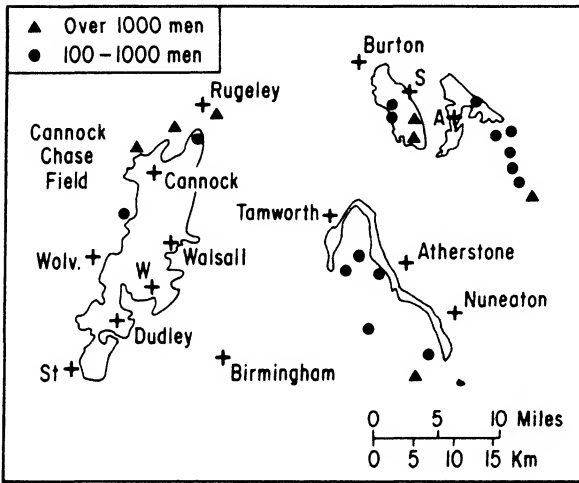 ▲ Over 1000 men
● 100-1000 men
Burton
S
A
Rugeley
Cannock
Chase
Field
Cannock
Tamworth
Wolv.
Walsall
W
Atherstone
Nuneaton
Dudley
St
Birmingham
0 5 10 Miles
0 5 10 15 Km